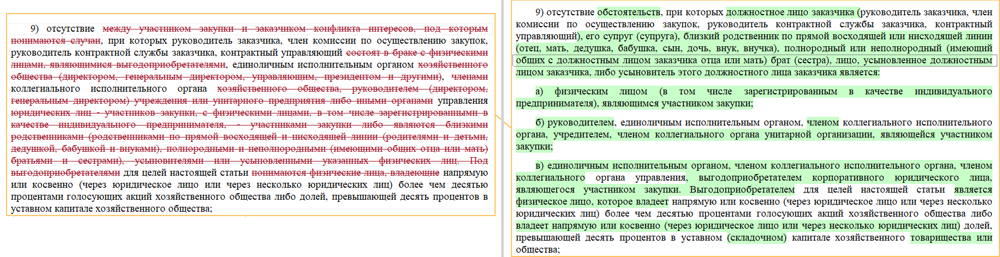 9) отсутствие между участником закупки и заказчиком конфликта интересов, под которым
понимаются случаи, при которых руководитель заказчика, член комиссии по осуществлению закупок,
руководитель контрактной службы заказчика, контрактный управляющий состоят в браке с физическими
лицами, являющимися выгодоприобретателями, единоличным исполнительным органом хозяйственного
общества (директором, генеральным директором, управляющим, президентом и другими), членами
коллегиального исполнительного органа хозяйственного общества, руководителем (директором,
генеральным директором) учреждения или унитарного предприятия либо иными органами управления
юридических лиц - участников закупки, с физическими лицами, в том числе зарегистрированными в
качестве индивидуального предпринимателя, - участниками закупки либо являются близкими
родственниками (родственниками по прямой восходящей и нисходящей линии (родителями и детьми,
дедушкой, бабушкой и внуками), полнородными и неполнородными (имеющими общих отца или мать)
братьями и сестрами), усыновителями или усыновленными указанных физических лиц. Под
выгодоприобретателями для целей настоящей статьи понимаются физические лица, владеющие напрямую
или косвенно (через юридическое лицо или через несколько юридических лиц) более чем десятью
процентами голосующих акций хозяйственного общества либо долей, превышающей десять процентов в
уставном капитале хозяйственного общества;
9) отсутствие обстоятельств, при которых должностное лицо заказчика (руководитель заказчика, член
комиссии по осуществлению закупок, руководитель контрактной службы заказчика, контрактный
управляющий), его супруг (супруга), близкий родственник по прямой восходящей или нисходящей линии
(отец, мать, дедушка, бабушка, сын, дочь, внук, внучка), полнородный или неполнородный (имеющий
общих с должностным лицом заказчика отца или мать) брат (сестра), лицо, усыновленное должностным
лицом заказчика, либо усыновитель этого должностного лица заказчика является:
а) физическим лицом (в том числе зарегистрированным в качестве индивидуального
предпринимателя), являющимся участником закупки;
б) руководителем, единоличным исполнительным органом, членом коллегиального исполнительного
органа, учредителем, членом коллегиального органа унитарной организации, являющейся участником
закупки;
в) единоличным исполнительным органом, членом коллегиального исполнительного органа, членом
коллегиального органа управления, выгодоприобретателем корпоративного юридического лица,
являющегося участником закупки. Выгодоприобретателем для целей настоящей статьи является
физическое лицо, которое владеет напрямую или косвенно (через юридическое лицо или через несколько
юридических лиц) более чем десятью процентами голосующих акций хозяйственного общества либо
владеет напрямую или косвенно (через юридическое лицо или через несколько юридических лиц) долей,
превышающей десять процентов в уставном (складочном) капитале хозяйственного товарищества или
общества;